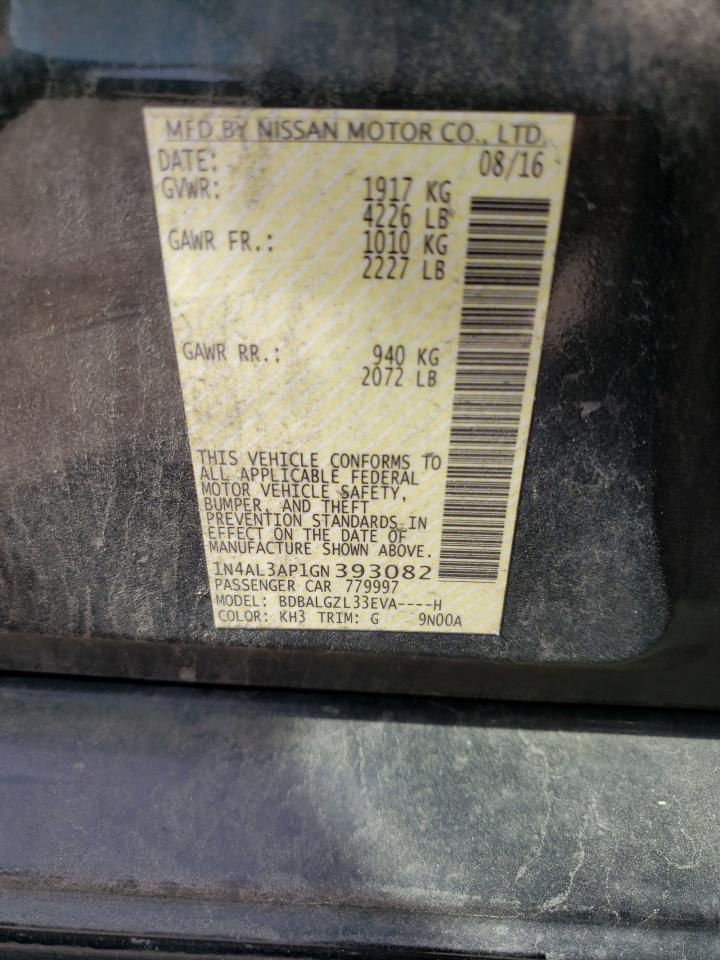 MFD BY NISSAN MOTOR CO., LTD.
DATE: 08/16
GVWR: 1917 KG
4226 LB
GAWR FR.: 1010 KG
2227 LB
GAWR RR.: 940 KG
2072 LB
THIS VEHICLE CONFORMS TO
ALL APPLICABLE FEDERAL
MOTOR VEHICLE SAFETY,
BUMPER, AND THEFT
PREVENTION STANDARDS IN
EFFECT ON THE DATE OF
MANUFACTURE SHOWN ABOVE.
1N4AL3AP1GN393082
PASSENGER CAR 779997
MODEL: BDBALGZL33EVA----H
COLOR: KH3 TRIM: G 9N00A